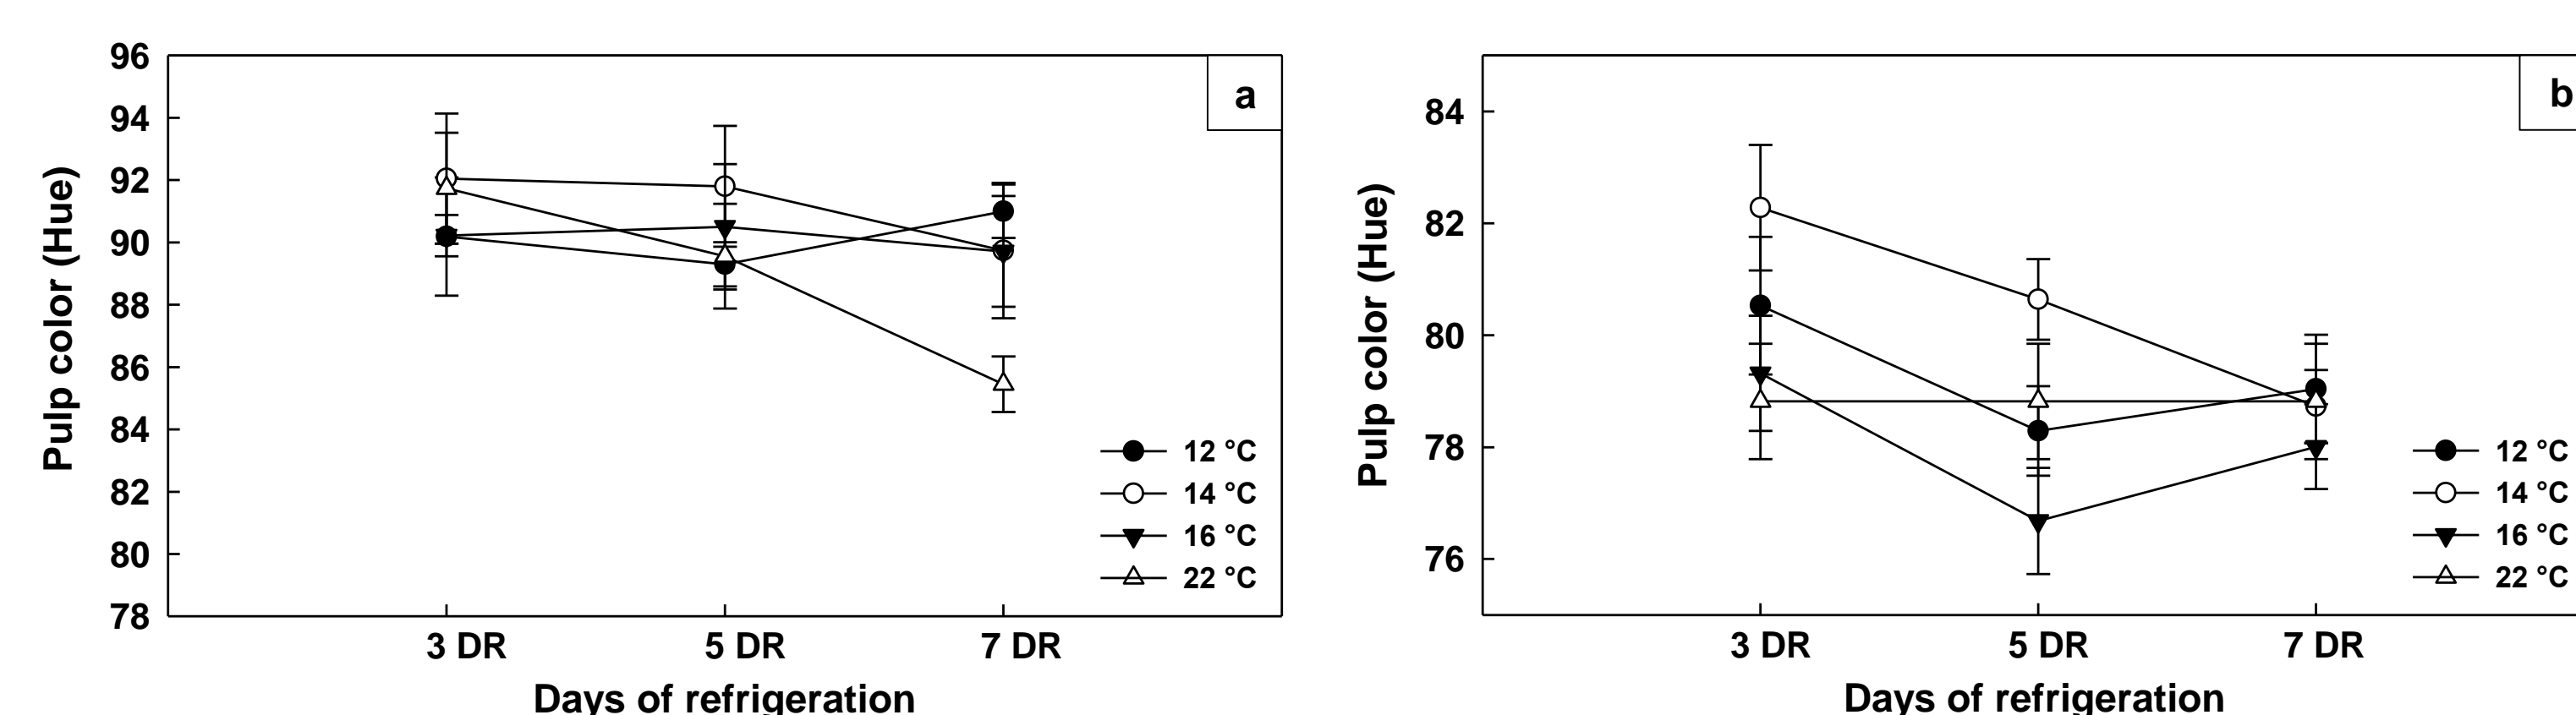 a
Pulp color (Hue)
96
94
92
90
88
86
84
82
80
78
12 °C
14 °C
16 °C
22 °C
3 DR
5 DR
7 DR
Days of refrigeration
b
Pulp color (Hue)
84
82
80
78
76
12 °C
14 °C
16 °C
22 °C
3 DR
5 DR
7 DR
Days of refrigeration